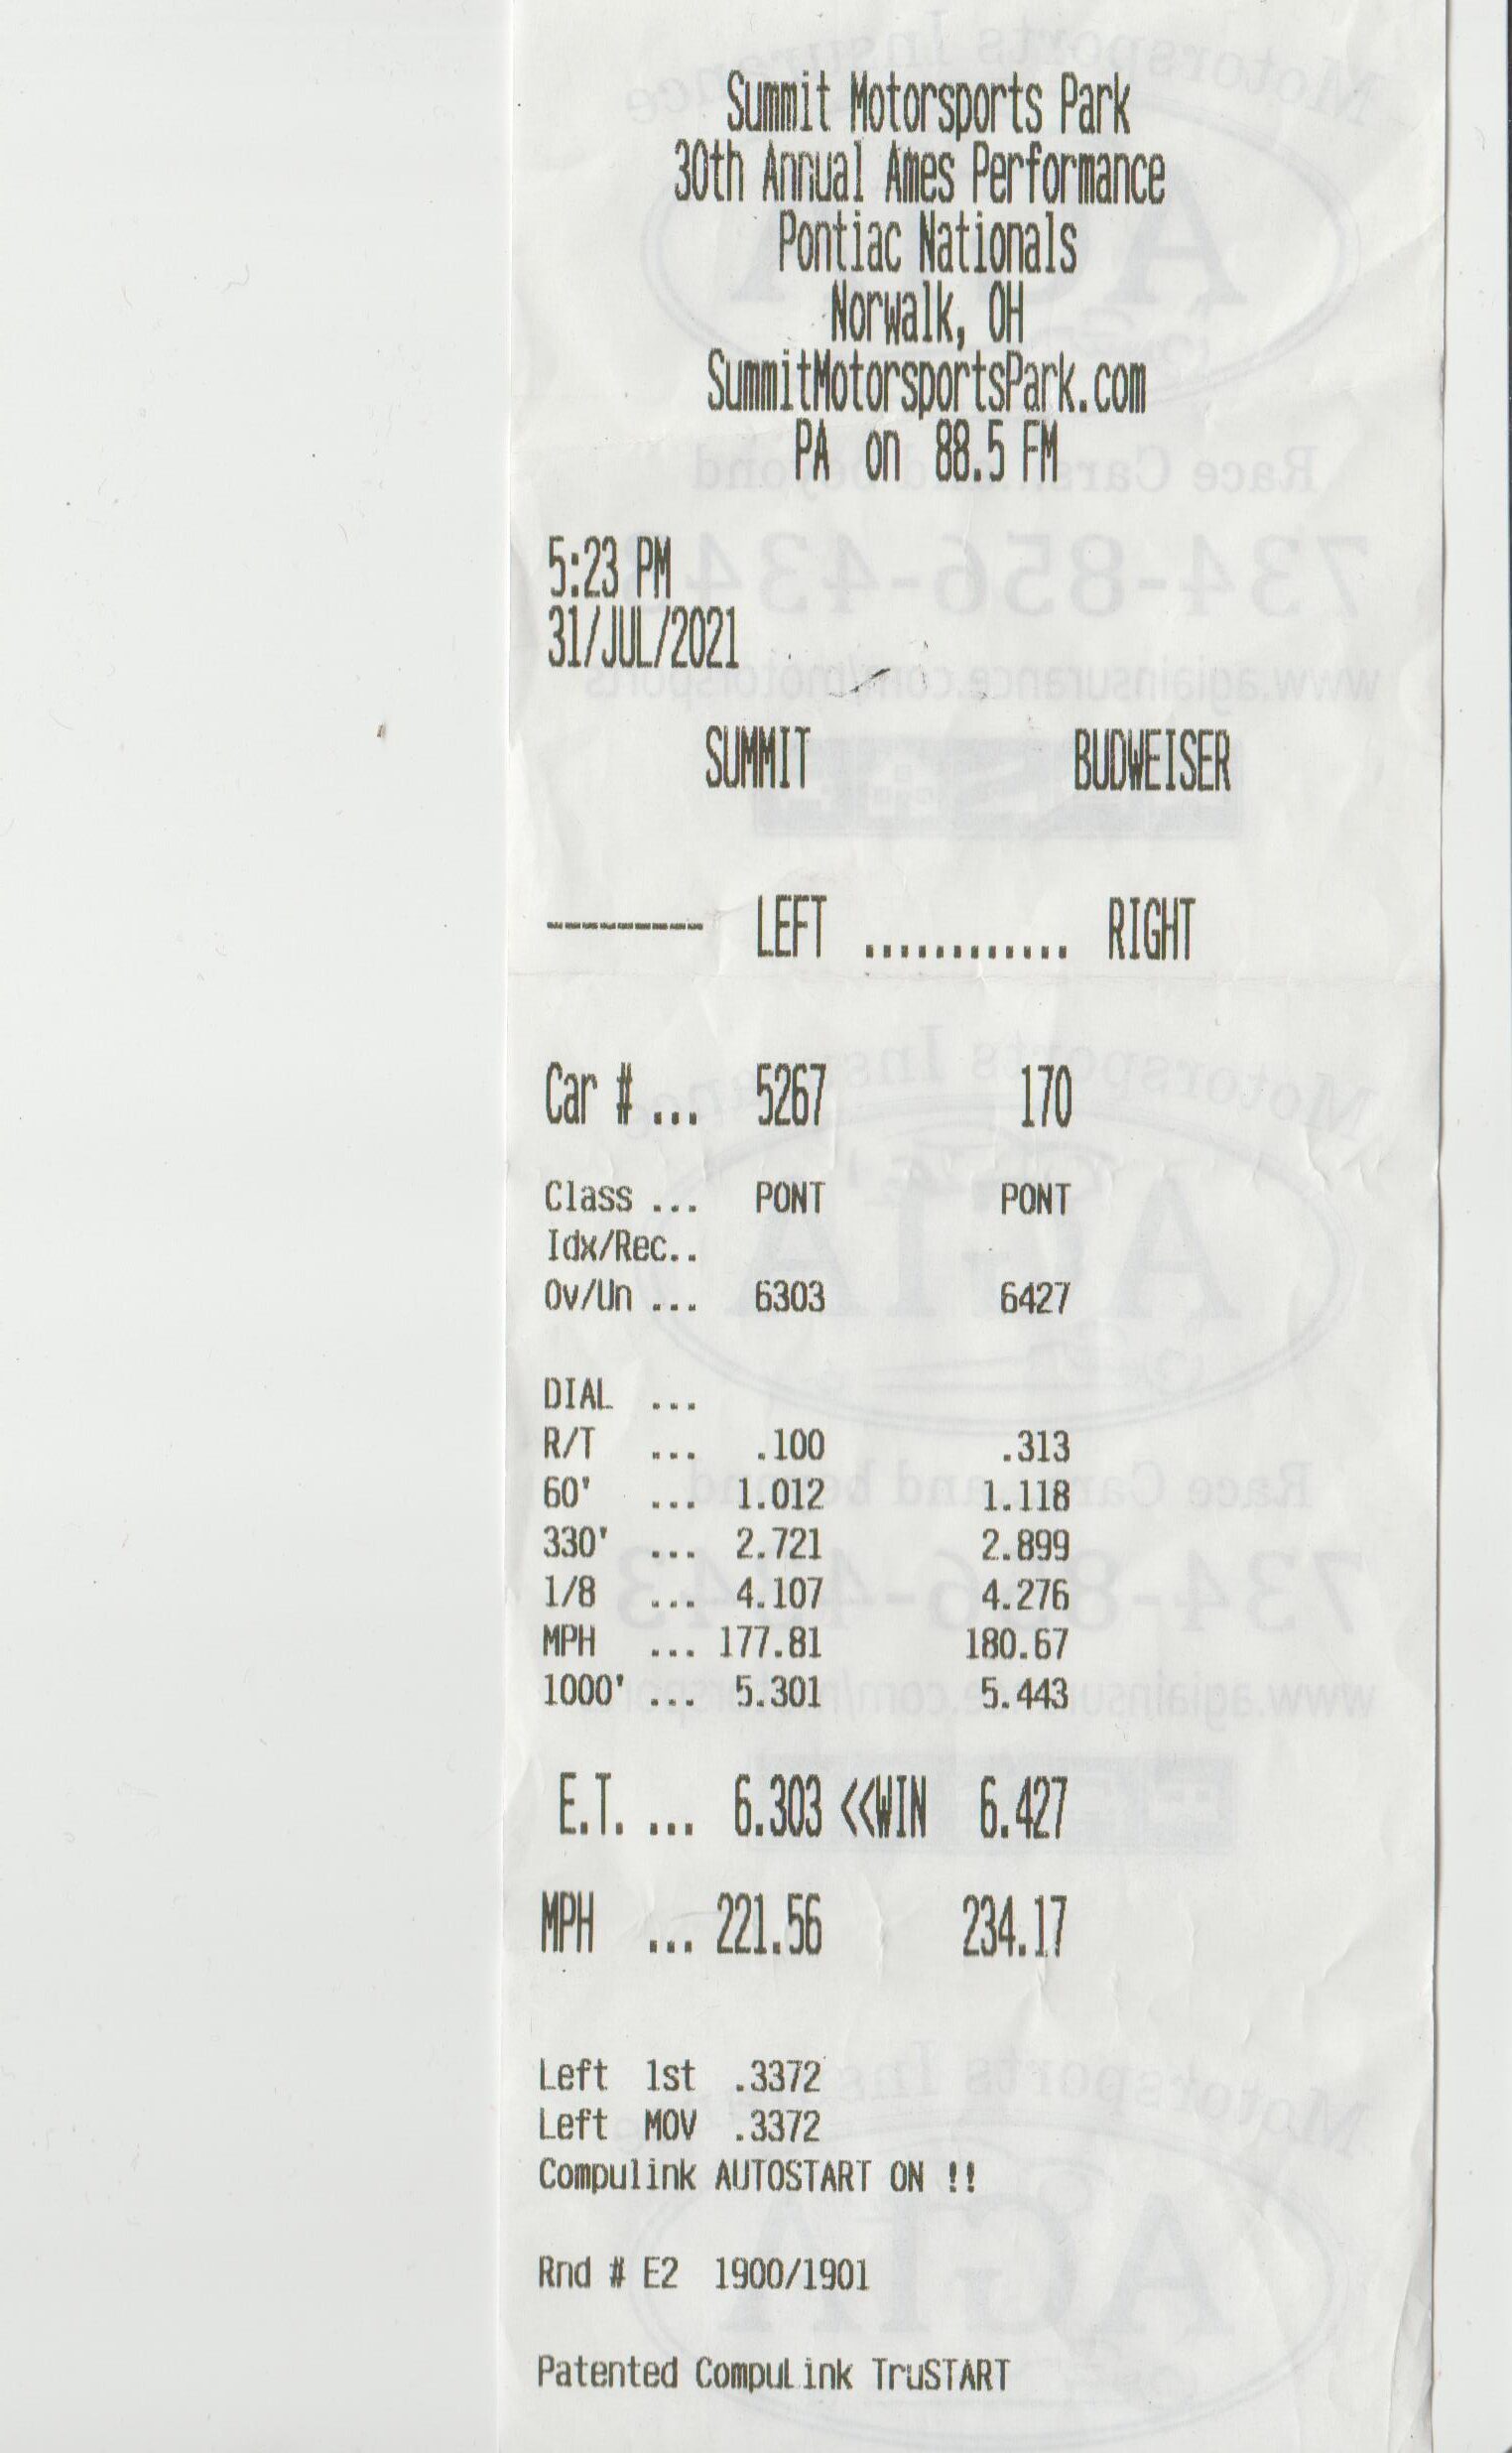 Summit Motorsports Park
30th Annual Ames Performance
Pontiac Nationals
Norwalk, OH
SummitMotorsportsPark.com
PA on 88.5 FM
5:23 PM
31/JUL/2021
SUMMIT BUDWEISER
--------- LEFT ............ RIGHT
Car # ... 5267 170
Class ... PONT PONT
Idx/Rec..
Ov/Un ... 6303 6427
DIAL ...
R/T ... .100 .313
60' ... 1.012 1.118
330' ... 2.721 2.899
1/8 ... 4.107 4.276
MPH ... 177.81 180.67
1000' ... 5.301 5.443
E.T. ... 6.303 <<WIN 6.427
MPH ... 221.56 234.17
Left 1st .3372
Left MOV .3372
Compulink AUTOSTART ON !!
Rnd # E2 1900/1901
Patented CompuLink TruSTART